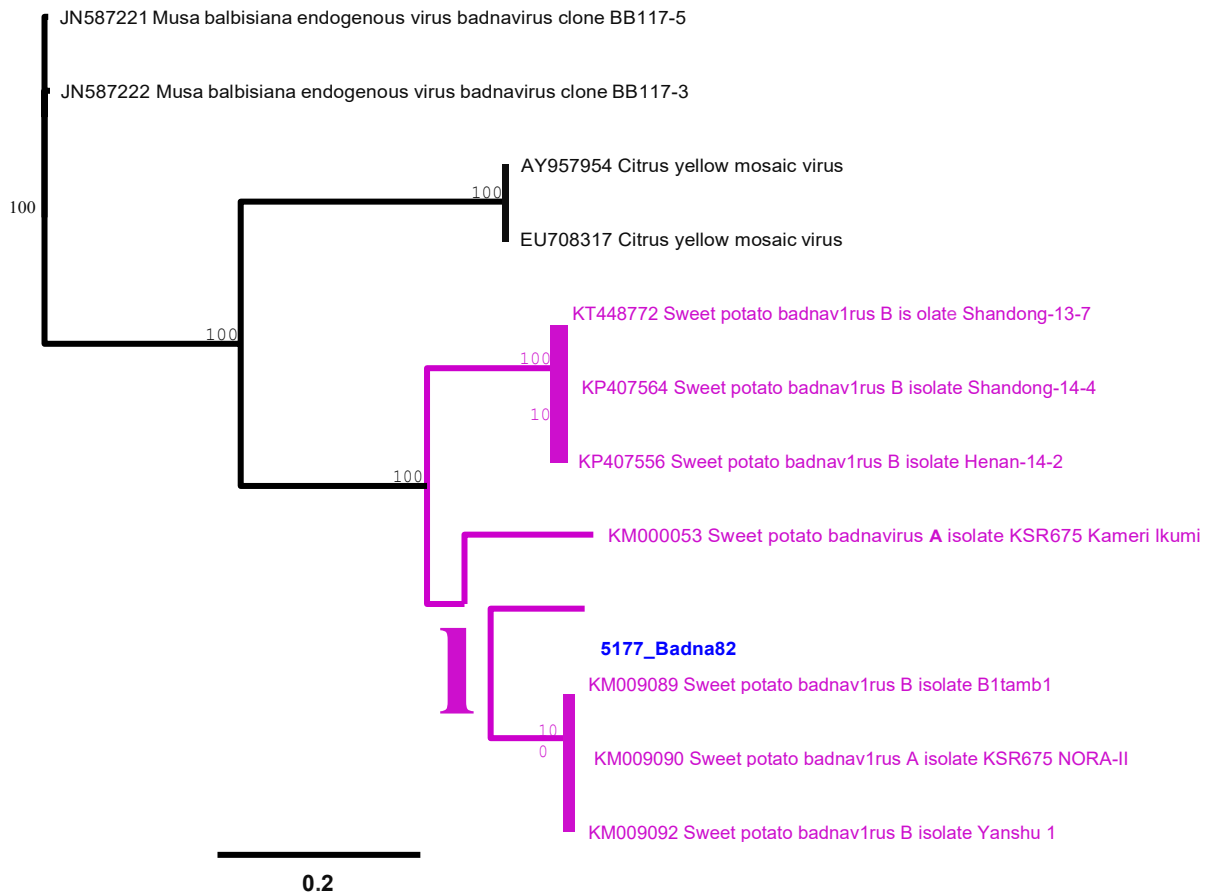 JN587221 Musa balbisiana endogenous virus badnavirus clone BB117-5
JN587222 Musa balbisiana endogenous virus badnavirus clone BB117-3
AY957954 Citrus yellow mosaic virus
100
100
EU708317 Citrus yellow mosaic virus
KT448772 Sweet potato badnav1rus B is olate Shandong-13-7
100
100
KP407564 Sweet potato badnav1rus B isolate Shandong-14-4
10
KP407556 Sweet potato badnav1rus B isolate Henan-14-2
100
KM000053 Sweet potato badnavirus A isolate KSR675 Kameri Ikumi
l
5177_Badna82
KM009089 Sweet potato badnav1rus B isolate B1tamb1
10
0
KM009090 Sweet potato badnav1rus A isolate KSR675 NORA-II
KM009092 Sweet potato badnav1rus B isolate Yanshu 1
0.2